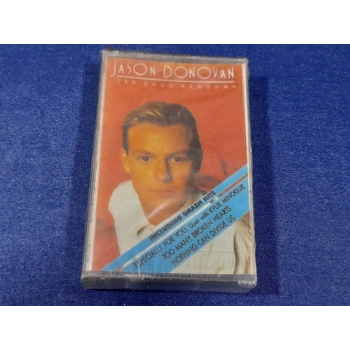 JASON DONOVAN
TEN GOOD REASONS
INCLUDING SMASH HITS
ESPECIALLY FOR YOU Duet with KYLIE MINOGUE
TOO MANY BROKEN HEARTS
NOTHING CAN DIVIDE US